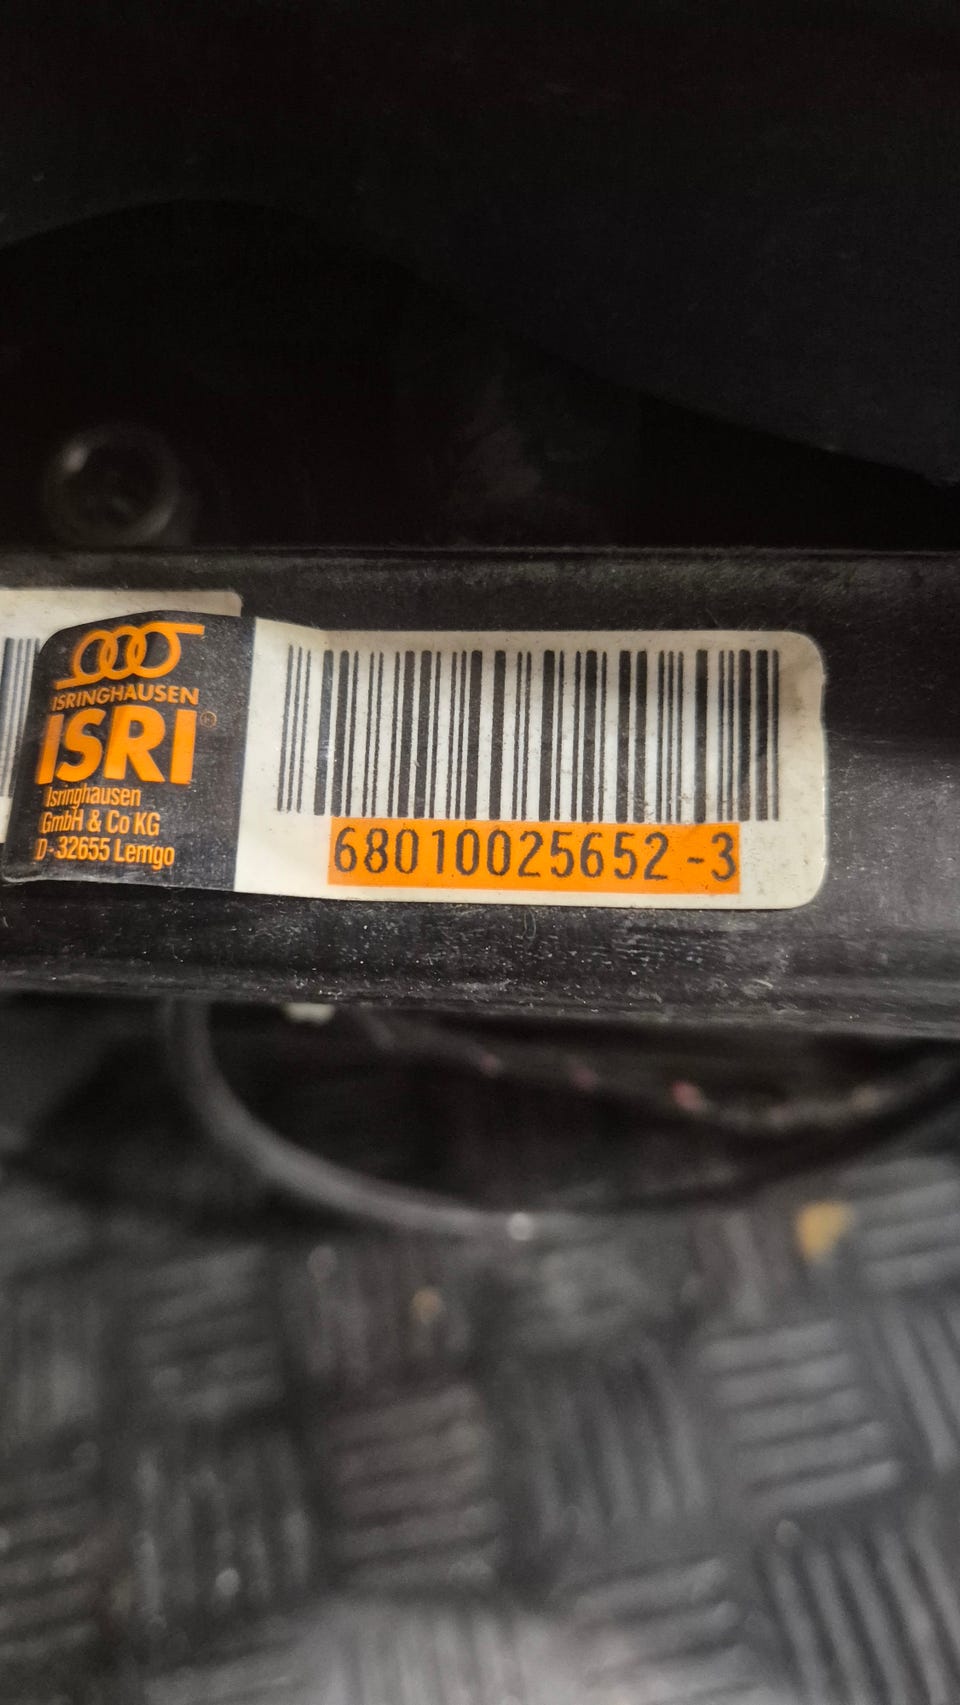 ISRINGHAUSEN
ISRI®
Isringhausen
GmbH & Co KG
D-32655 Lemgo
68010025652 -3